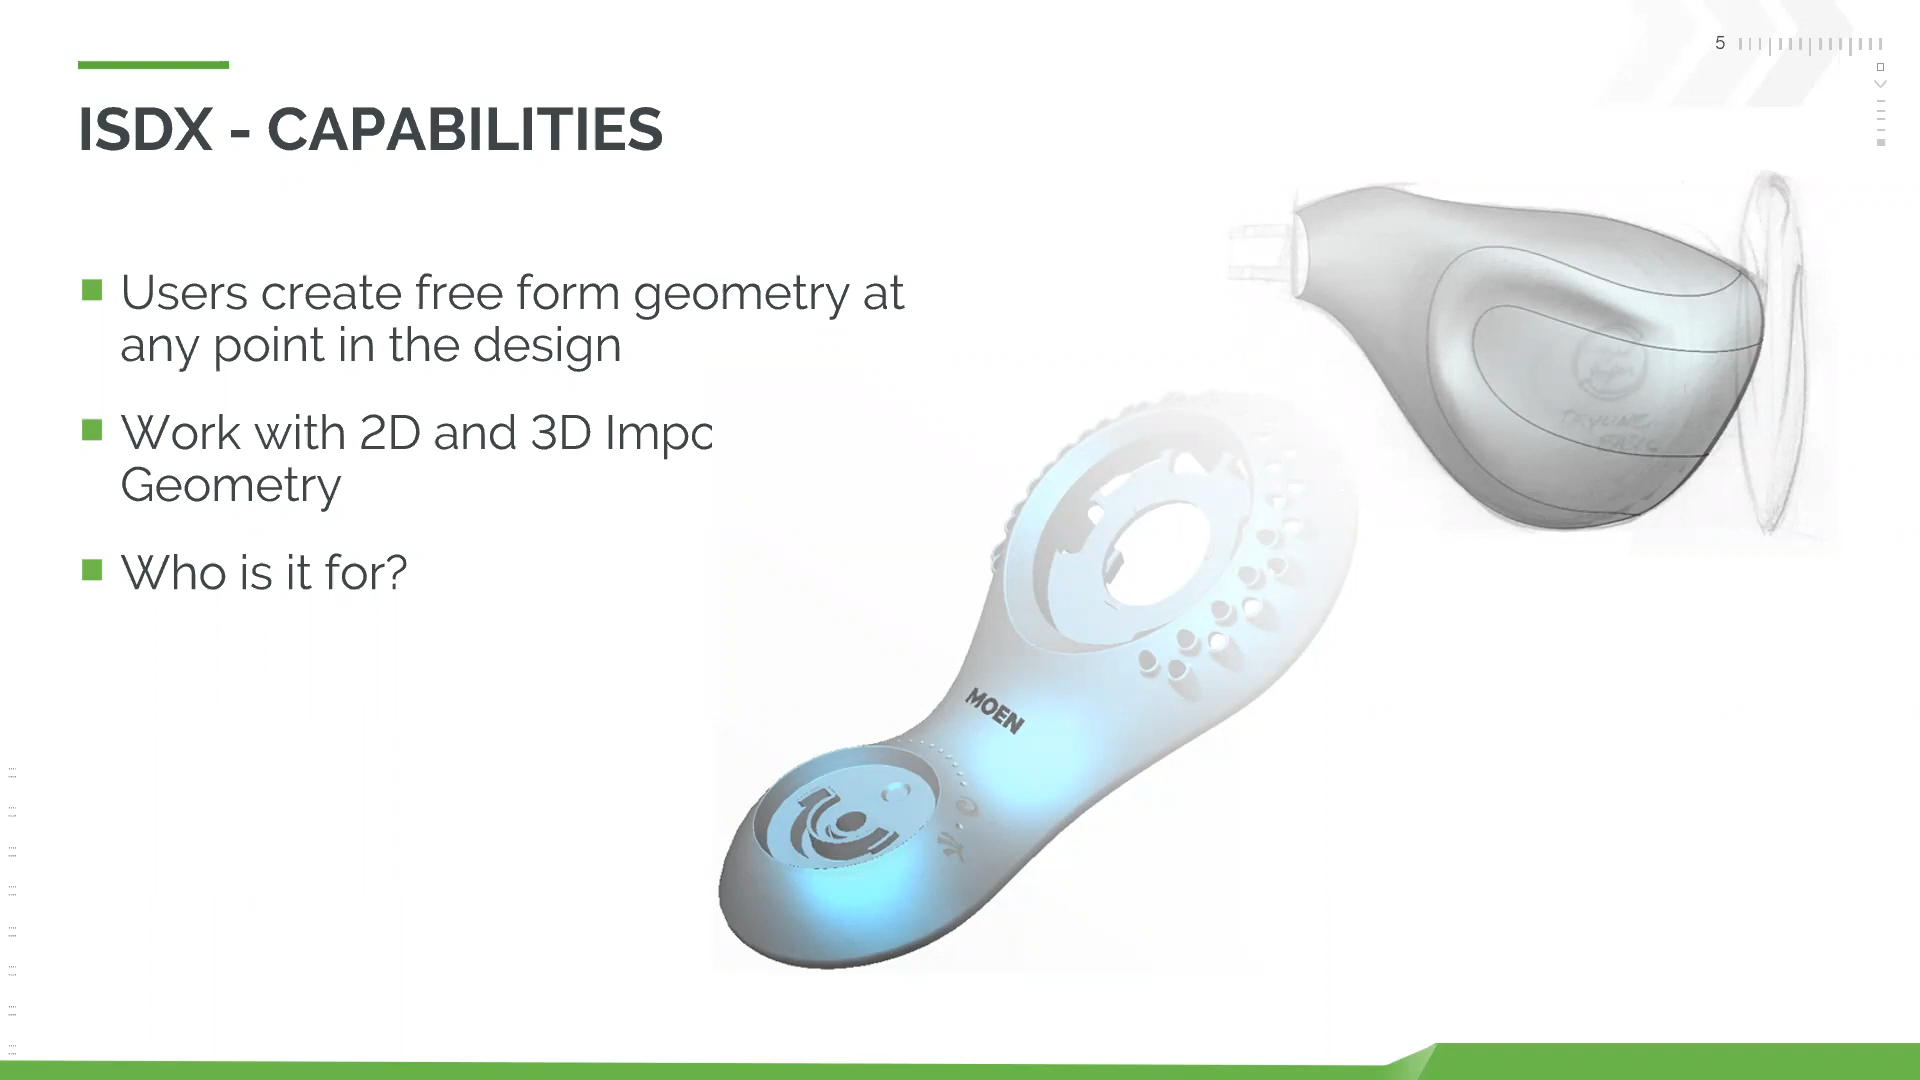 5
ISDX - CAPABILITIES
Users create free form geometry at
any point in the design
Work with 2D and 3D
Geometry
Who is it for?
MOEN